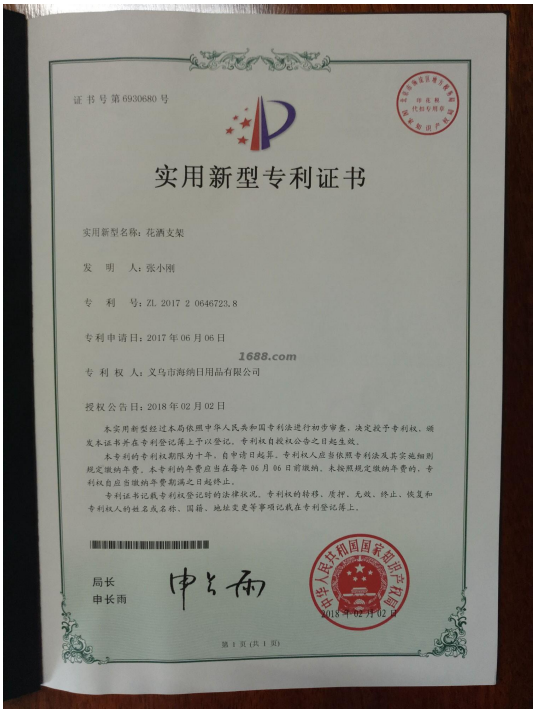 证书号第6930680号
实用新型专利证书
实用新型名称：花洒支架
发 明 人：张小刚
专 利 号：ZL 2017 2 0646723.8
专利申请日：2017年06月06日
1688.com
专 利 权 人：义乌市海纳日用品有限公司
授权公告日：2018年02月02日
本实用新型经过本局依照中华人民共和国专利法进行初步审查，决定授予专利权，颁
发本证书并在专利登记簿上予以登记。专利权自授权公告之日起生效。
本专利的专利权期限为十年，自申请日起算。专利权人应当依照专利法及其实施细则
规定缴纳年费。本专利的年费应当在每年06月06日前缴纳。未按照规定缴纳年费的，专
利权自应当缴纳年费期满之日起终止。
专利证书记载专利权登记时的法律状况。专利权的转移、质押、无效、终止、恢复和
专利权人的姓名或名称、国籍、地址变更等事项记载在专利登记簿上。
局长
申长雨
申长雨
中华人民共和国国家知识产权局
2018年02月02日
第 1 页 (共 1 页)